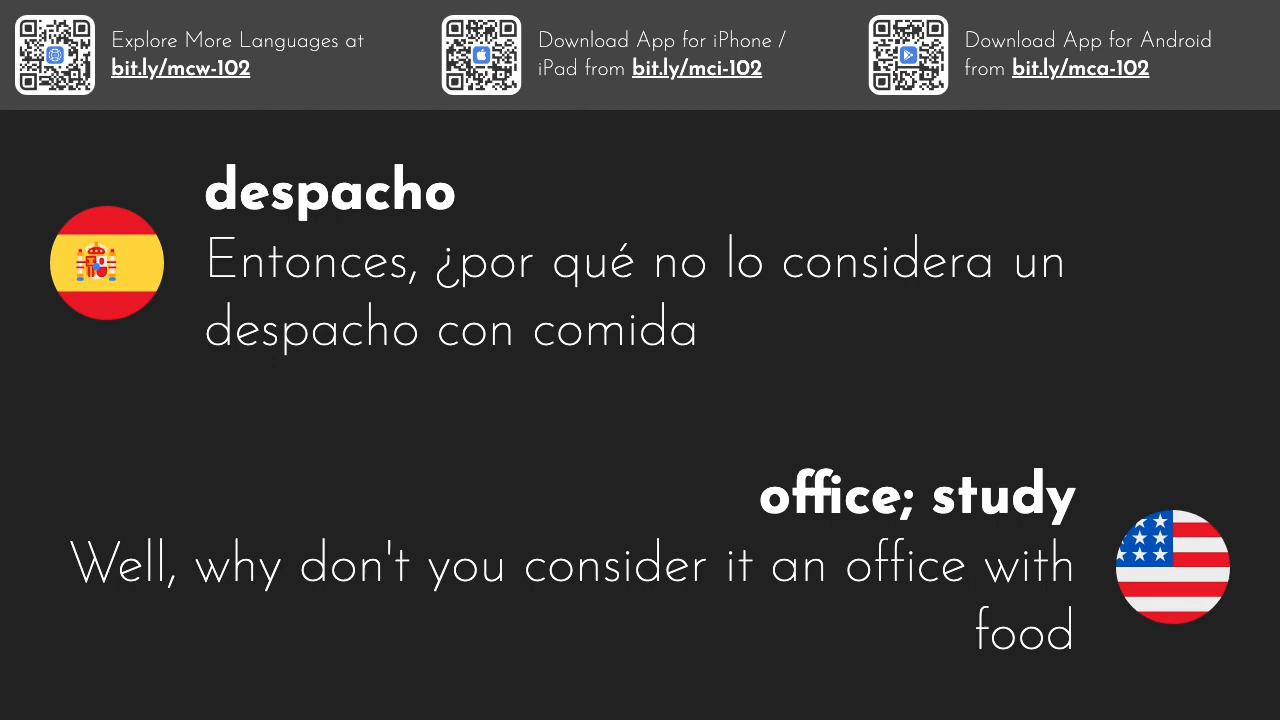 Explore More Languages at
bit.ly/mcw-102
Download App for iPhone /
iPad from bit.ly/mci-102
Download App for Android
from bit.ly/mca-102
despacho
Entonces, ¿por qué no lo considera un
despacho con comida
office; study
Well, why don't you consider it an office with
food